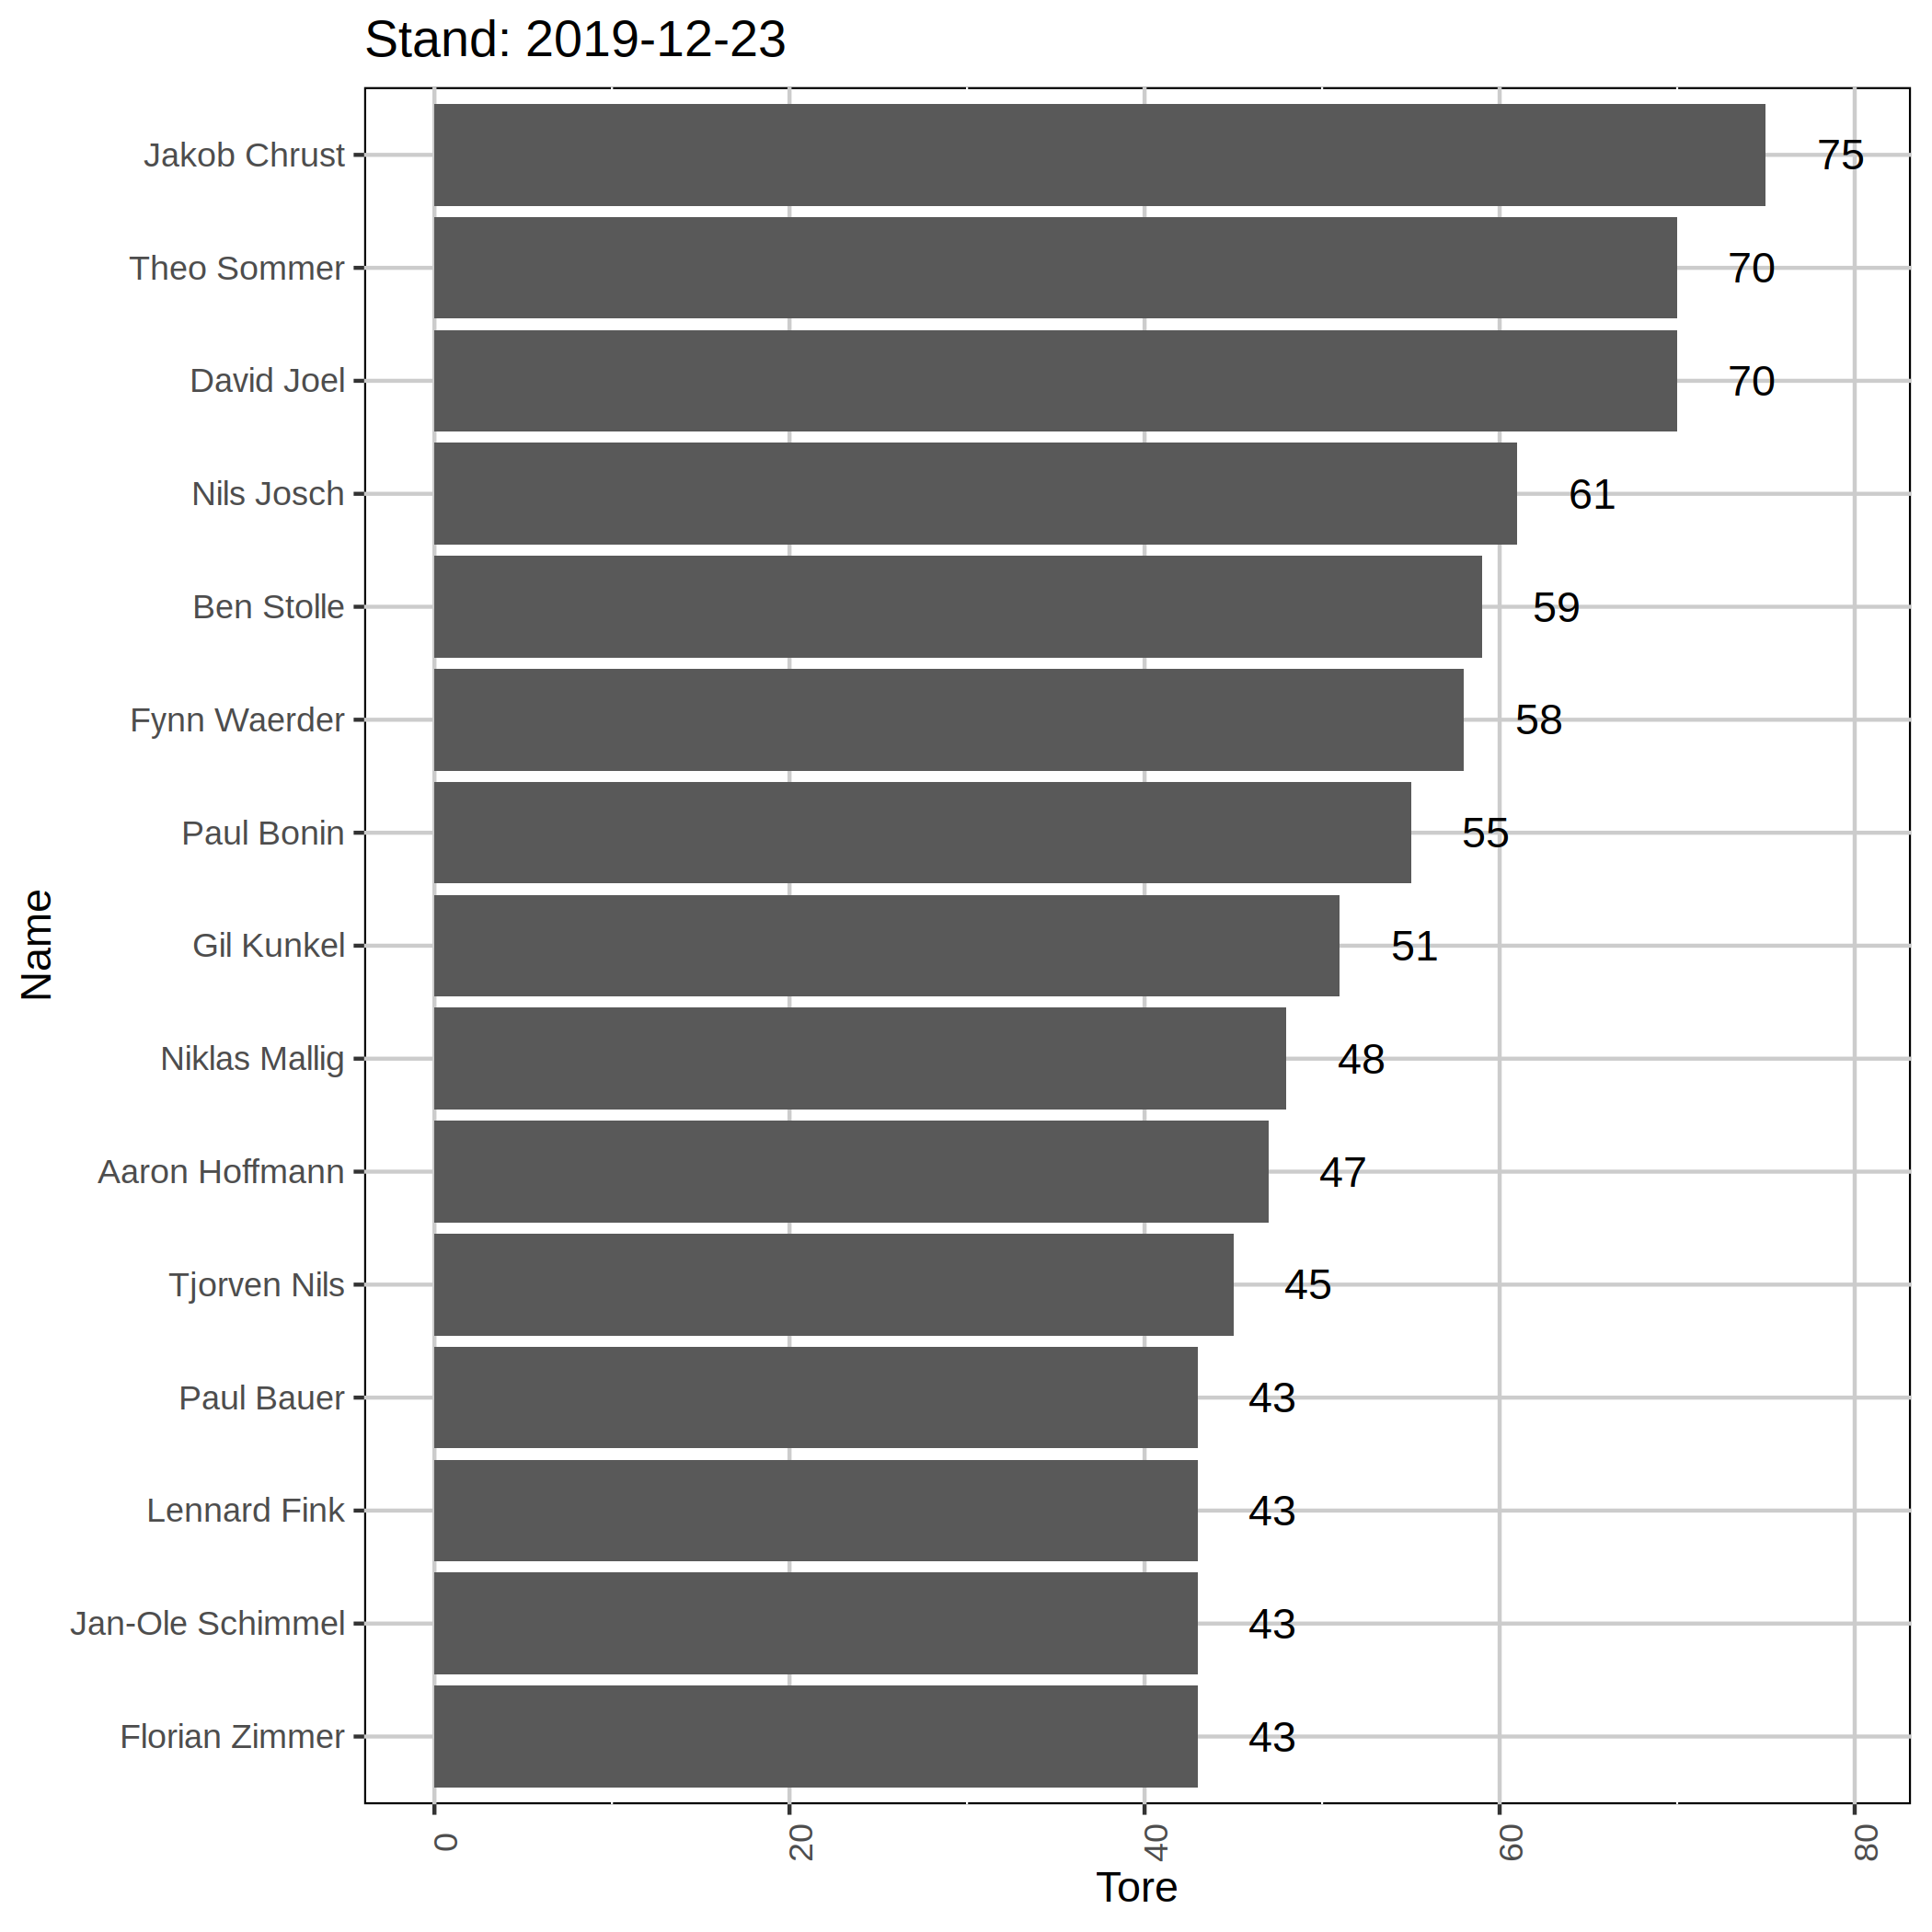 Stand: 2019-12-23
Jakob Chrust 75
Theo Sommer 70
David Joel 70
Nils Josch 61
Ben Stolle 59
Fynn Waerder 58
Paul Bonin 55
Gil Kunkel 51
Niklas Mallig 48
Aaron Hoffmann 47
Tjorven Nils 45
Paul Bauer 43
Lennard Fink 43
Jan-Ole Schimmel 43
Florian Zimmer 43
Name
0 20 40 60 80
Tore